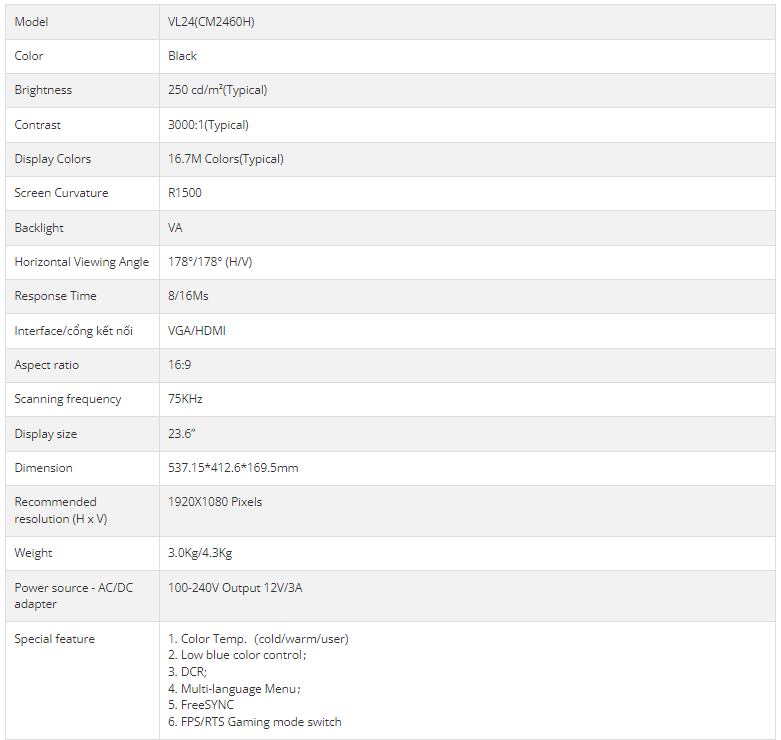 Model VL24(CM2460H)
Color Black
Brightness 250 cd/m²(Typical)
Contrast 3000:1(Typical)
Display Colors 16.7M Colors(Typical)
Screen Curvature R1500
Backlight VA
Horizontal Viewing Angle 178°/178° (H/V)
Response Time 8/16Ms
Interface/cổng kết nối VGA/HDMI
Aspect ratio 16:9
Scanning frequency 75KHz
Display size 23.6”
Dimension 537.15*412.6*169.5mm
Recommended 1920X1080 Pixels
resolution (H x V)
Weight 3.0Kg/4.3Kg
Power source - AC/DC 100-240V Output 12V/3A
adapter
Special feature 1. Color Temp.（cold/warm/user)
2. Low blue color control；
3. DCR;
4. Multi-language Menu；
5. FreeSYNC
6. FPS/RTS Gaming mode switch